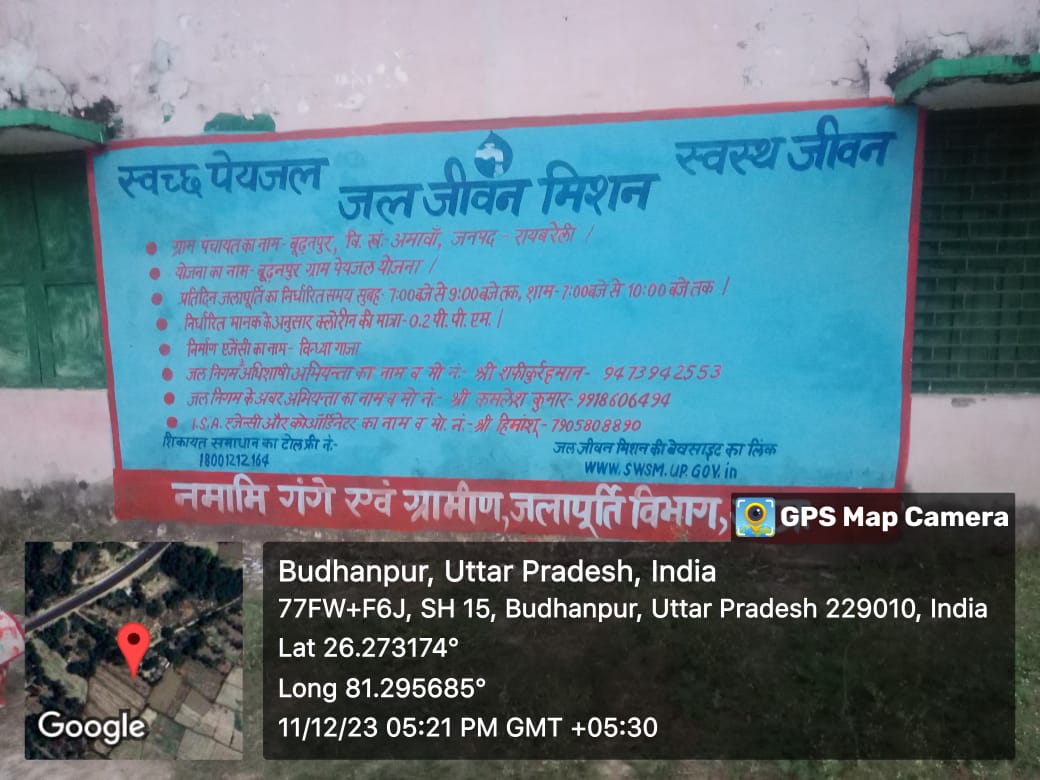 स्वच्छ पेयजल
स्वस्थ जीवन
जल जीवन मिशन
ग्राम पंचायत का नाम- बूढ़नपुर, वि. खं:- अमावाँ, जनपद - रायबरेली /
योजना का नाम- बूढ़नपुर ग्राम पेयजल योजना /
प्रतिदिन जलापूर्ति का निर्धारित समय सुबह- 7:00 बजे से 9:00 बजे तक, शाम- 7:00 बजे से 10:00 बजे तक /
निर्धारित मानक के अनुसार क्लोरीन की मात्रा- 0.2 पी. पी. एम. /
निर्माण एजेंसी का नाम- विन्ध्या गाजा
जल निगम अधिशाषी अभियन्ता का नाम व मो नं:- श्री शफीकुर्रहमान- 9473942553
जल निगम के अवर अभियन्ता का नाम व मो नं.- श्री कमलेश कुमार- 9918606494
I.S.A. एजेन्सी और कोऑर्डिनेटर का नाम व मो. नं:- श्री हिमांशू- 7905808890
शिकायत समाधान का टोल फ्री नं:-
18001212164
जल जीवन मिशन की वेबसाइट का लिंक
WWW.SWSM.UP.GOV.in
नमामि गंगे एवं ग्रामीण, जलापूर्ति विभाग,
GPS Map Camera
Budhanpur, Uttar Pradesh, India
77FW+F6J, SH 15, Budhanpur, Uttar Pradesh 229010, India
Lat 26.273174°
Long 81.295685°
11/12/23 05:21 PM GMT +05:30
Google